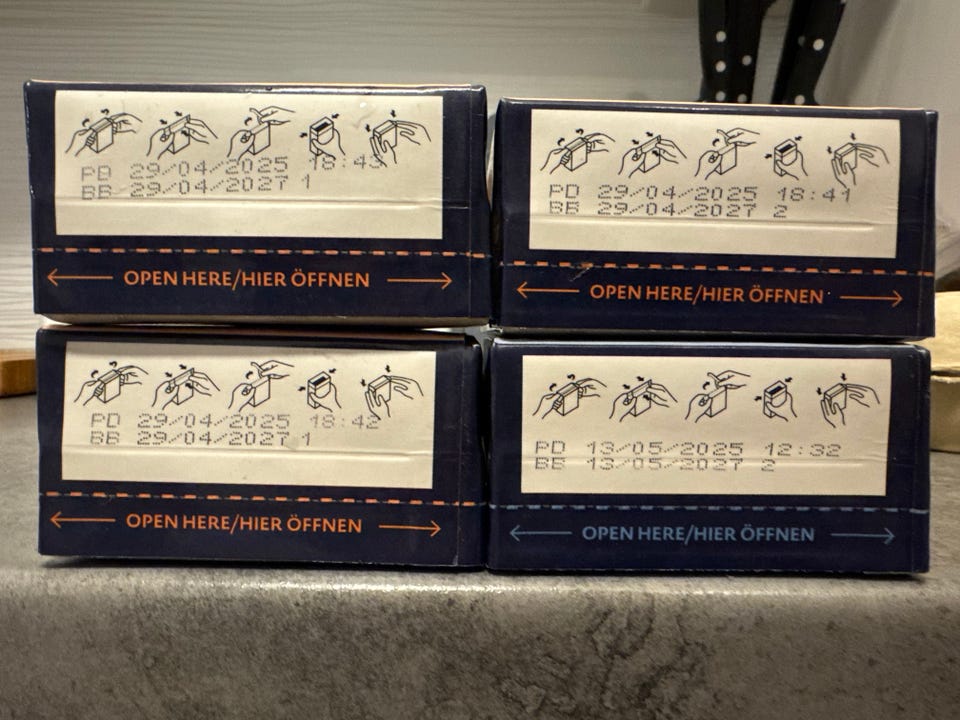 PD 29/04/2025 18:43
BB 29/04/2027 1
OPEN HERE/HIER ÖFFNEN
PD 29/04/2025 18:41
BB 29/04/2027 2
OPEN HERE/HIER ÖFFNEN
PD 29/04/2025 18:42
BB 29/04/2027 1
OPEN HERE/HIER ÖFFNEN
PD 13/05/2025 12:32
BB 13/05/2027 2
OPEN HERE/HIER ÖFFNEN